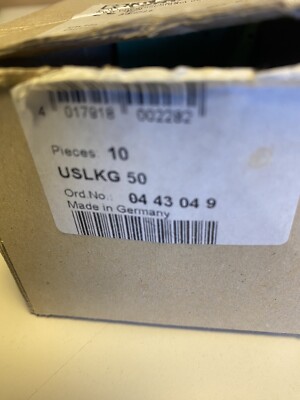 4 017918 002282
Pieces: 10
USLKG 50
Ord.No.: 04 43 04 9
Made in Germany